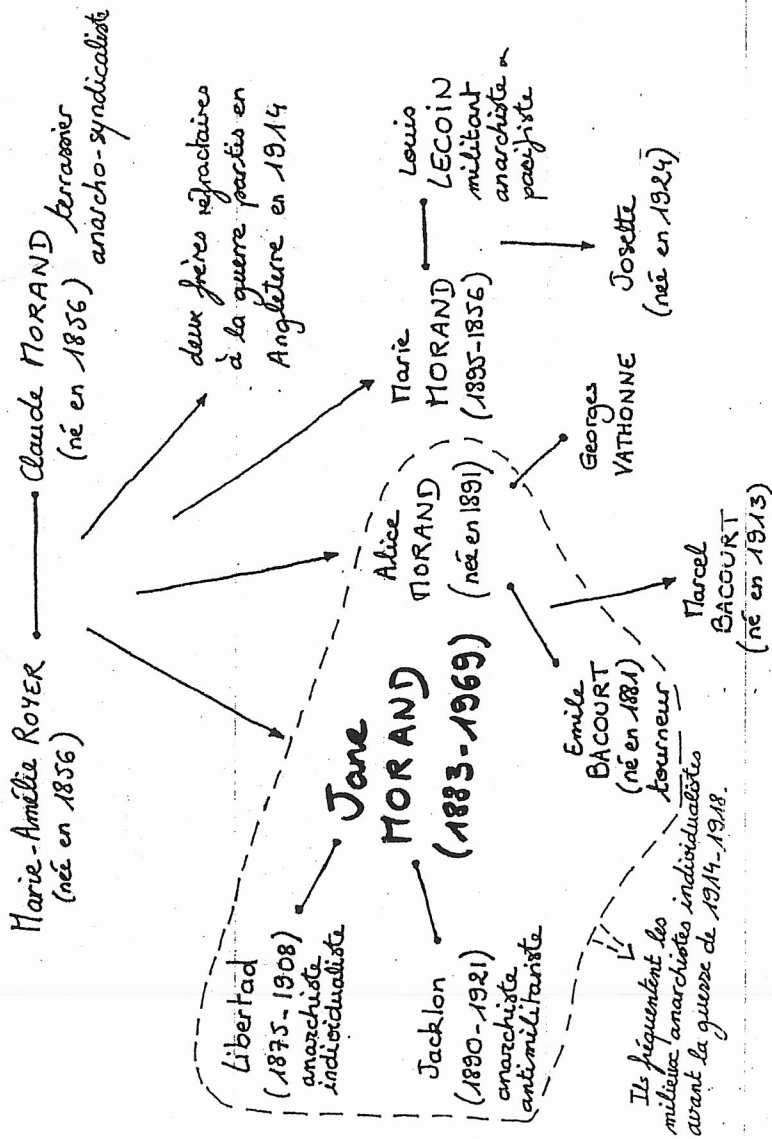 Marie-Amélie ROYER
(née en 1856)
Claude MORAND terrassier
(né en 1856) anarcho-syndicaliste
deux frères réfractaires
à la guerre parties en
Angleterre en 1914
Libertad
(1875-1908)
anarchiste
individualiste
Jacklon
(1890-1921)
anarchiste
antimilitariste
Jane
MORAND
(1883-1969)
Alice
MORAND
(née en 1891)
Marie
MORAND
(1895-1856)
Louis
LECOIN
militant
anarchiste
pacifiste
Emile
BACOURT
(né en 1881)
tourneur
Georges
VATHONNE
Josette
(née en 1924)
Marcel
BACOURT
(né en 1913)
Ils fréquentent les
milieux anarchistes individualistes
avant la guerre de 1914-1918.